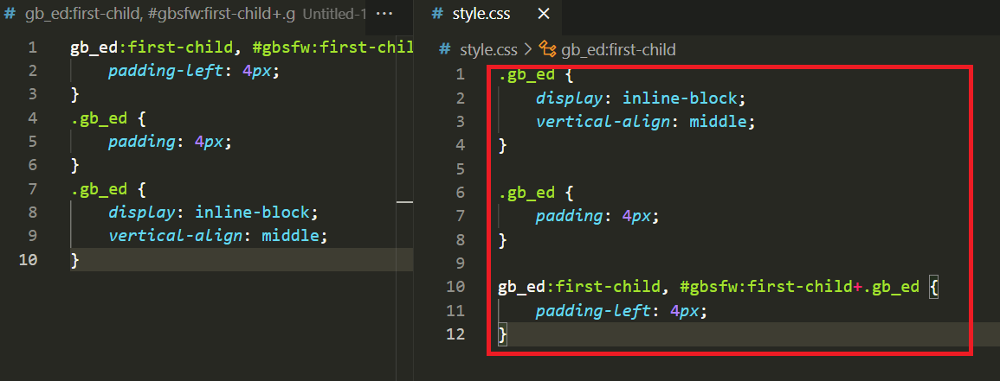 # gb_ed:first-child, #gbsfw:first-child+.g Untitled-1 ...
1 gb_ed:first-child, #gbsfw:first-chil
2 padding-left: 4px;
3 }
4 .gb_ed {
5 padding: 4px;
6 }
7 .gb_ed {
8 display: inline-block;
9 vertical-align: middle;
10 }
# style.css ×
# style.css > gb_ed:first-child
1 .gb_ed {
2 display: inline-block;
3 vertical-align: middle;
4 }
5
6 .gb_ed {
7 padding: 4px;
8 }
9
10 gb_ed:first-child, #gbsfw:first-child+.gb_ed {
11 padding-left: 4px;
12 }